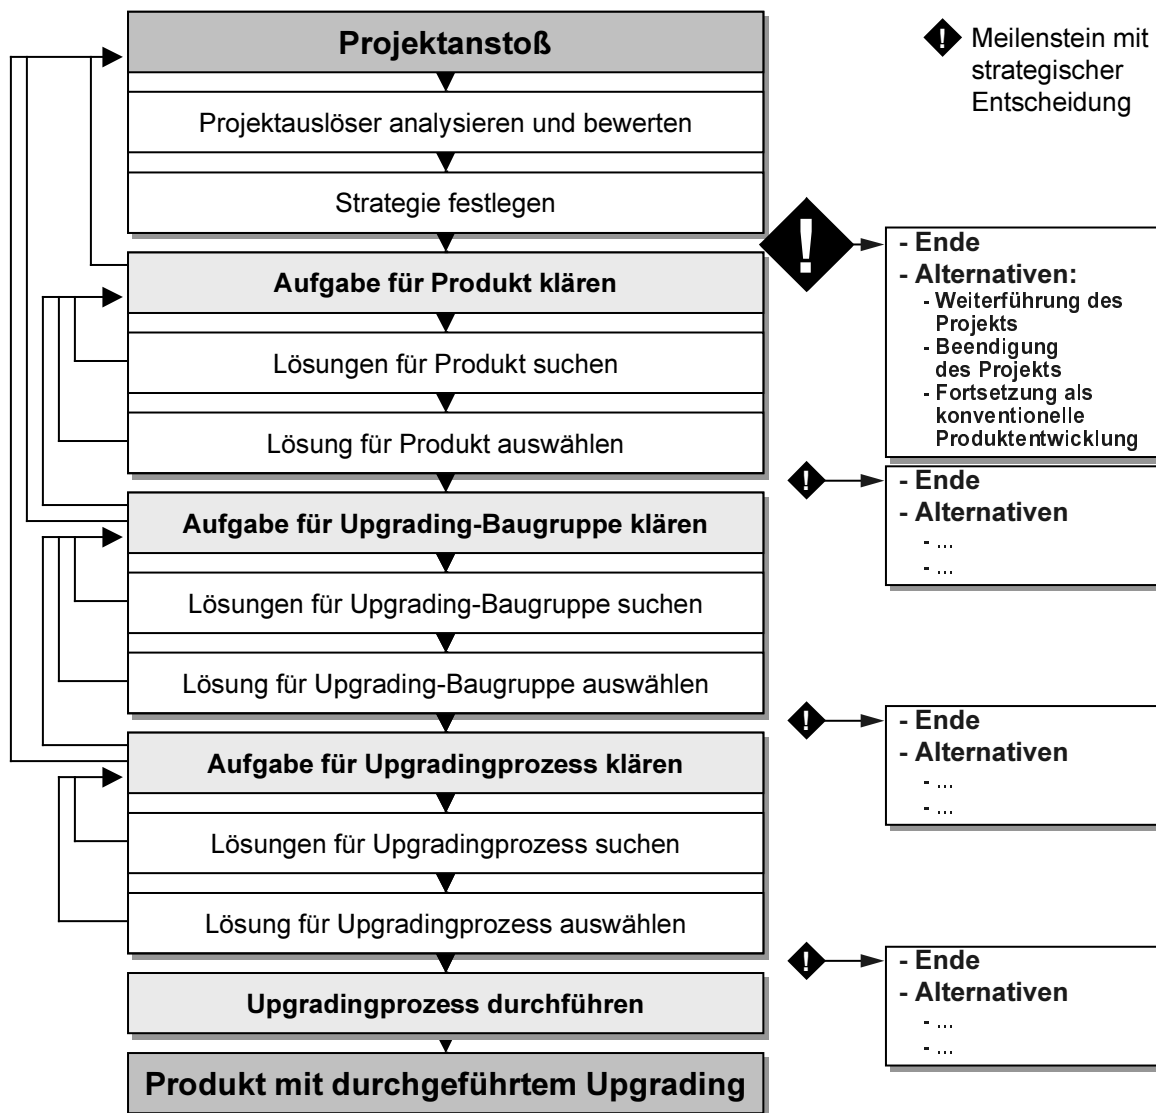 Projektanstoß
! Meilenstein mit
strategischer
Entscheidung
Projektauslöser analysieren und bewerten
Strategie festlegen
!
- Ende
- Alternativen:
- Weiterführung des
Projekts
- Beendigung
des Projekts
- Fortsetzung als
konventionelle
Produktentwicklung
Aufgabe für Produkt klären
Lösungen für Produkt suchen
Lösung für Produkt auswählen
!
- Ende
- Alternativen
- ...
- ...
Aufgabe für Upgrading-Baugruppe klären
Lösungen für Upgrading-Baugruppe suchen
Lösung für Upgrading-Baugruppe auswählen
!
- Ende
- Alternativen
- ...
- ...
Aufgabe für Upgradingprozess klären
Lösungen für Upgradingprozess suchen
Lösung für Upgradingprozess auswählen
!
- Ende
- Alternativen
- ...
- ...
Upgradingprozess durchführen
Produkt mit durchgeführtem Upgrading